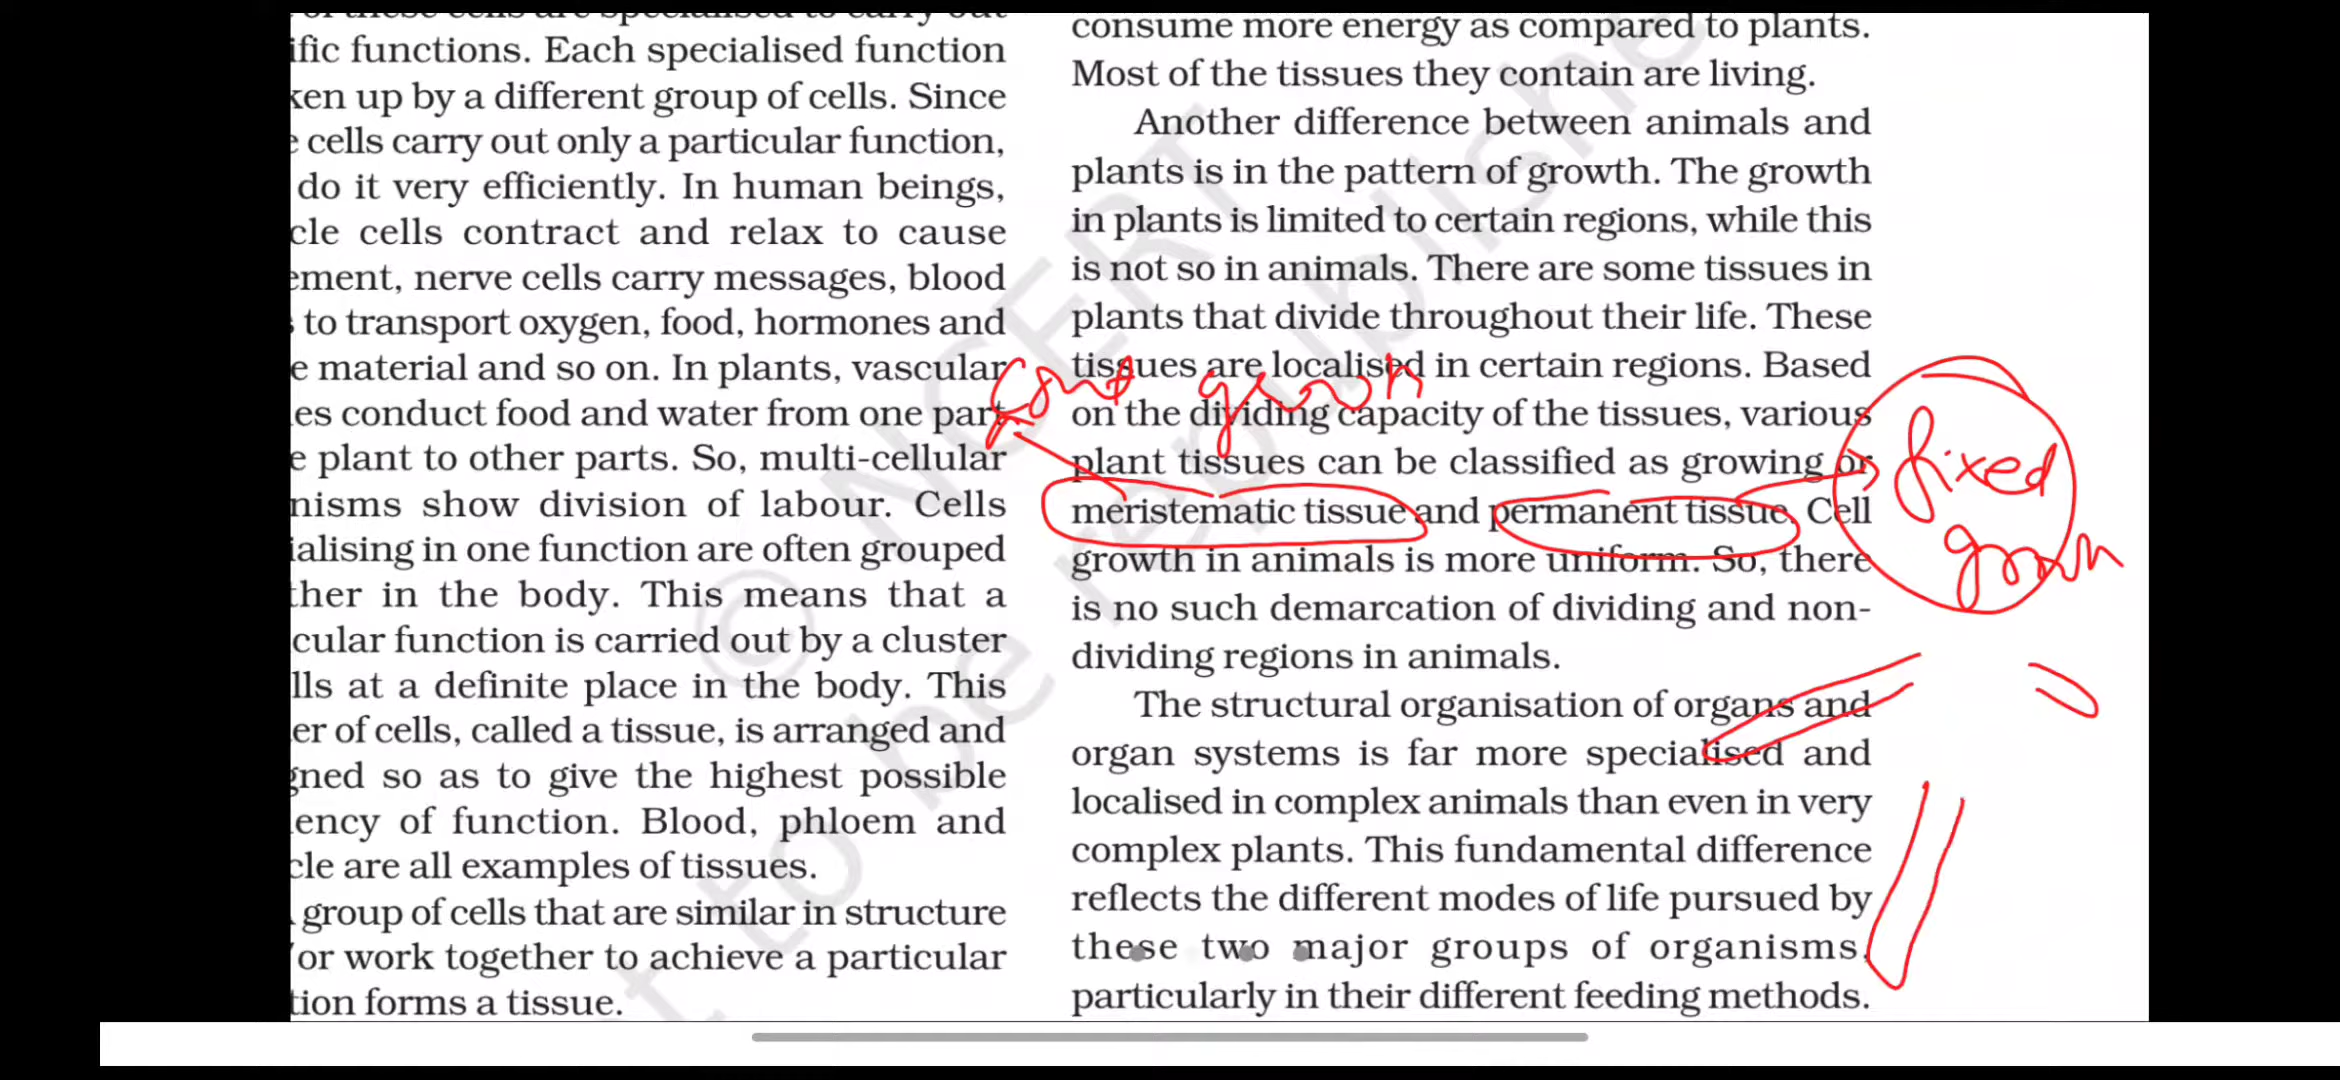 ific functions. Each specialised function
ken up by a different group of cells. Since
e cells carry out only a particular function,
do it very efficiently. In human beings,
cle cells contract and relax to cause
ement, nerve cells carry messages, blood
s to transport oxygen, food, hormones and
e material and so on. In plants, vascular
es conduct food and water from one part
e plant to other parts. So, multi-cellular
nisms show division of labour. Cells
ialising in one function are often grouped
ther in the body. This means that a
cular function is carried out by a cluster
lls at a definite place in the body. This
er of cells, called a tissue, is arranged and
gned so as to give the highest possible
iency of function. Blood, phloem and
cle are all examples of tissues.
group of cells that are similar in structure
/or work together to achieve a particular
tion forms a tissue.
consume more energy as compared to plants.
Most of the tissues they contain are living.
Another difference between animals and
plants is in the pattern of growth. The growth
in plants is limited to certain regions, while this
is not so in animals. There are some tissues in
plants that divide throughout their life. These
tissues are localised in certain regions. Based
on the dividing capacity of the tissues, various
plant tissues can be classified as growing or
meristematic tissue and permanent tissue. Cell
growth in animals is more uniform. So, there
is no such demarcation of dividing and non-
dividing regions in animals.
The structural organisation of organs and
organ systems is far more specialised and
localised in complex animals than even in very
complex plants. This fundamental difference
reflects the different modes of life pursued by
these two major groups of organisms,
particularly in their different feeding methods.
fixed
© NCERT
to be republishe